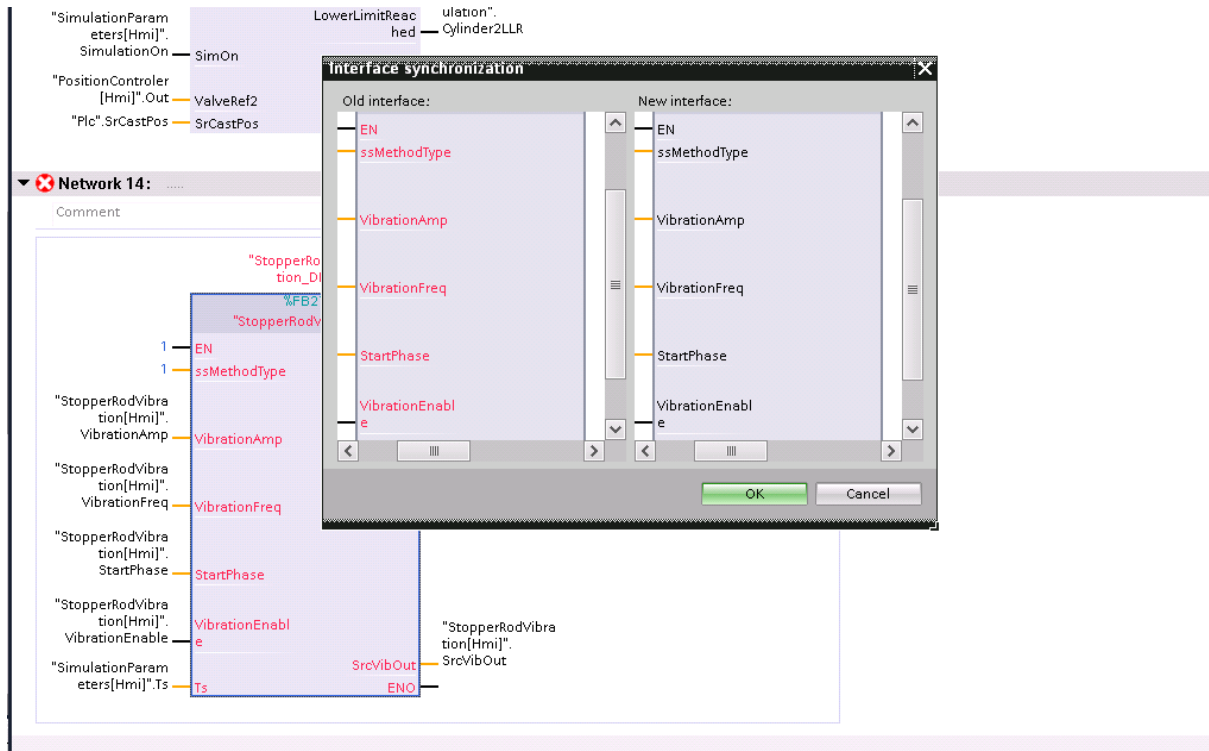 "SimulationParam
eters[Hmi]".
SimulationOn
SimOn
LowerLimitReac
hed
ulation".
Cylinder2LLR
"PositionControler
[Hmi]".Out
ValveRef2
"Plc".SrCastPos
SrCastPos
Network 14:
.....
Comment
"StopperRo
tion_DI
%FB2
"StopperRodV
1
EN
1
ssMethodType
"StopperRodVibra
tion[Hmi]".
VibrationAmp
VibrationAmp
"StopperRodVibra
tion[Hmi]".
VibrationFreq
VibrationFreq
"StopperRodVibra
tion[Hmi]".
StartPhase
StartPhase
"StopperRodVibra
tion[Hmi]".
VibrationEnable
VibrationEnabl
e
"SimulationParam
eters[Hmi]".Ts
Ts
SrcVibOut
ENO
"StopperRodVibra
tion[Hmi]".
SrcVibOut
Interface synchronization
Old interface:
EN
ssMethodType
VibrationAmp
VibrationFreq
StartPhase
VibrationEnabl
e
New interface:
EN
ssMethodType
VibrationAmp
VibrationFreq
StartPhase
VibrationEnabl
e
OK
Cancel